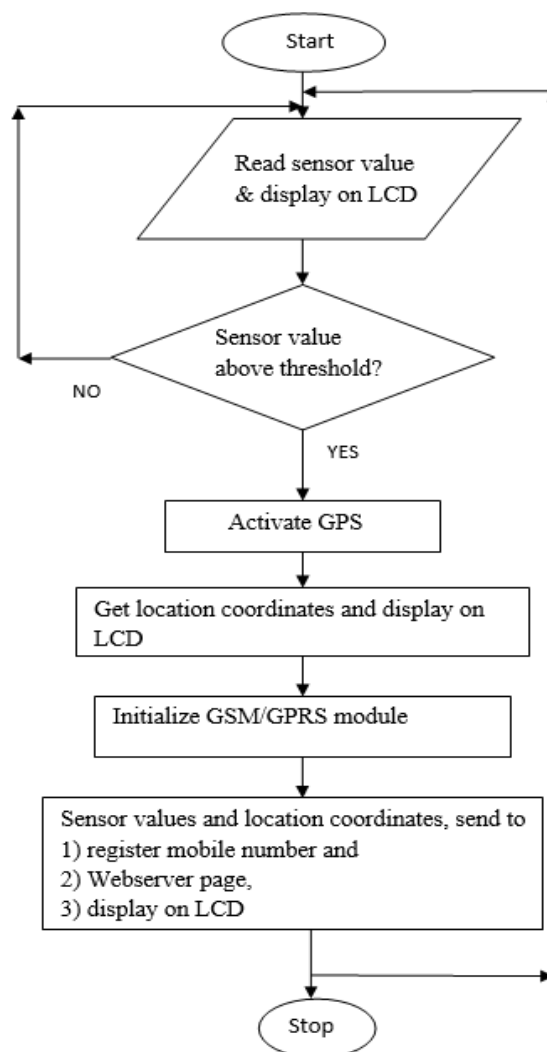 Start
Read sensor value
& display on LCD
Sensor value
above threshold?
NO
YES
Activate GPS
Get location coordinates and display on
LCD
Initialize GSM/GPRS module
Sensor values and location coordinates, send to
1) register mobile number and
2) Webserver page,
3) display on LCD
Stop